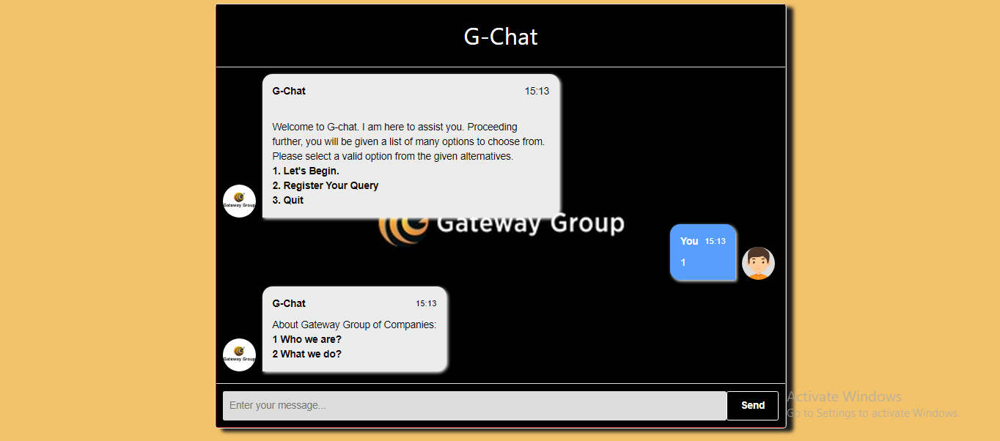 G-Chat
G-Chat 15:13
Welcome to G-chat. I am here to assist you. Proceeding
further, you will be given a list of many options to choose from.
Please select a valid option from the given alternatives.
1. Let's Begin.
2. Register Your Query
3. Quit
Gateway Group
Gateway Group
You 15:13
1
G-Chat 15:13
About Gateway Group of Companies:
1 Who we are?
2 What we do?
Gateway Group
Enter your message...
Send
Activate Windows
Go to Settings to activate Windows.